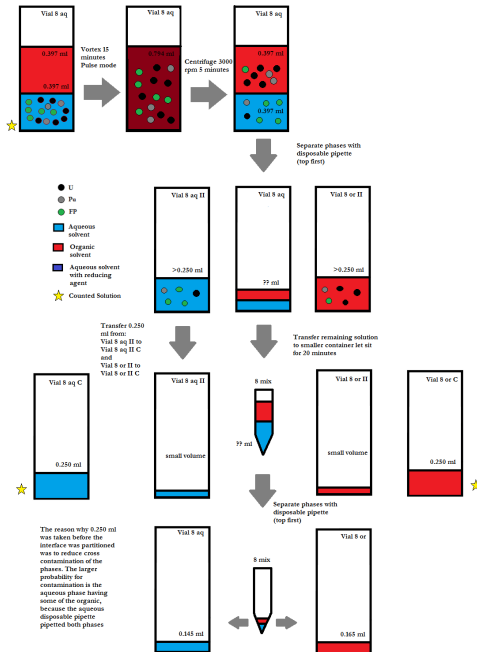 Vial 8 aq
Vial 8 aq
Vial 8 aq
0.397 ml
0.397 ml
0.397 ml
0.397 ml
Vortex 15
minutes
Pulse mode
Centrifuge 3000
rpm 5 minutes
Separate phases with
disposable pipette
(top first)
U
Pu
FP
Aqueous
solvent
Organic
solvent
Aqueous solvent
with reducing
agent
Counted Solution
Vial 8 aq II
>0.250 ml
Vial 8 aq
?? ml
Vial 8 or II
>0.250 ml
Transfer 0.250
ml from:
Vial 8 aq II to
Vial 8 aq II C
and
Vial 8 or II to
Vial 8 or II C
Transfer remaining solution
to smaller container let sit
for 20 minutes
Vial 8 aq C
0.250 ml
Vial 8 aq II
small volume
8 mix
?? ml
Vial 8 or II
small volume
Vial 8 or C
0.250 ml
Separate phases with
disposable pipette
(top first)
The reason why 0.250 ml
was taken before the
interface was partitioned
was to reduce cross
contamination of the
phases. The larger
probability for
contamination is the
aqueous phase having
some of the organic,
because the aqueous
disposable pipette
pipetted both phases
Vial 8 aq
0.145 ml
8 mix
Vial 8 or
0.165 ml